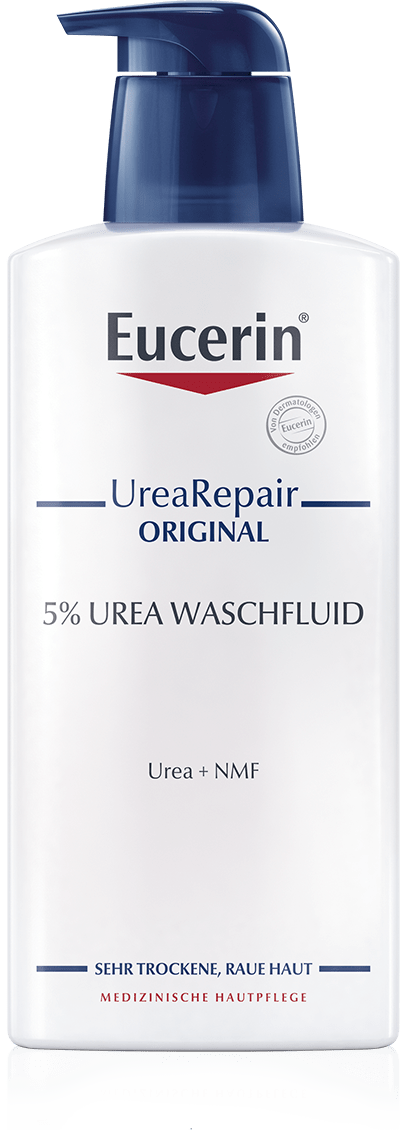 Eucerin®
Von Dermatologen
Eucerin
empfohlen
UreaRepair
ORIGINAL
5% UREA WASCHFLUID
Urea + NMF
SEHR TROCKENE, RAUE HAUT
MEDIZINISCHE HAUTPFLEGE